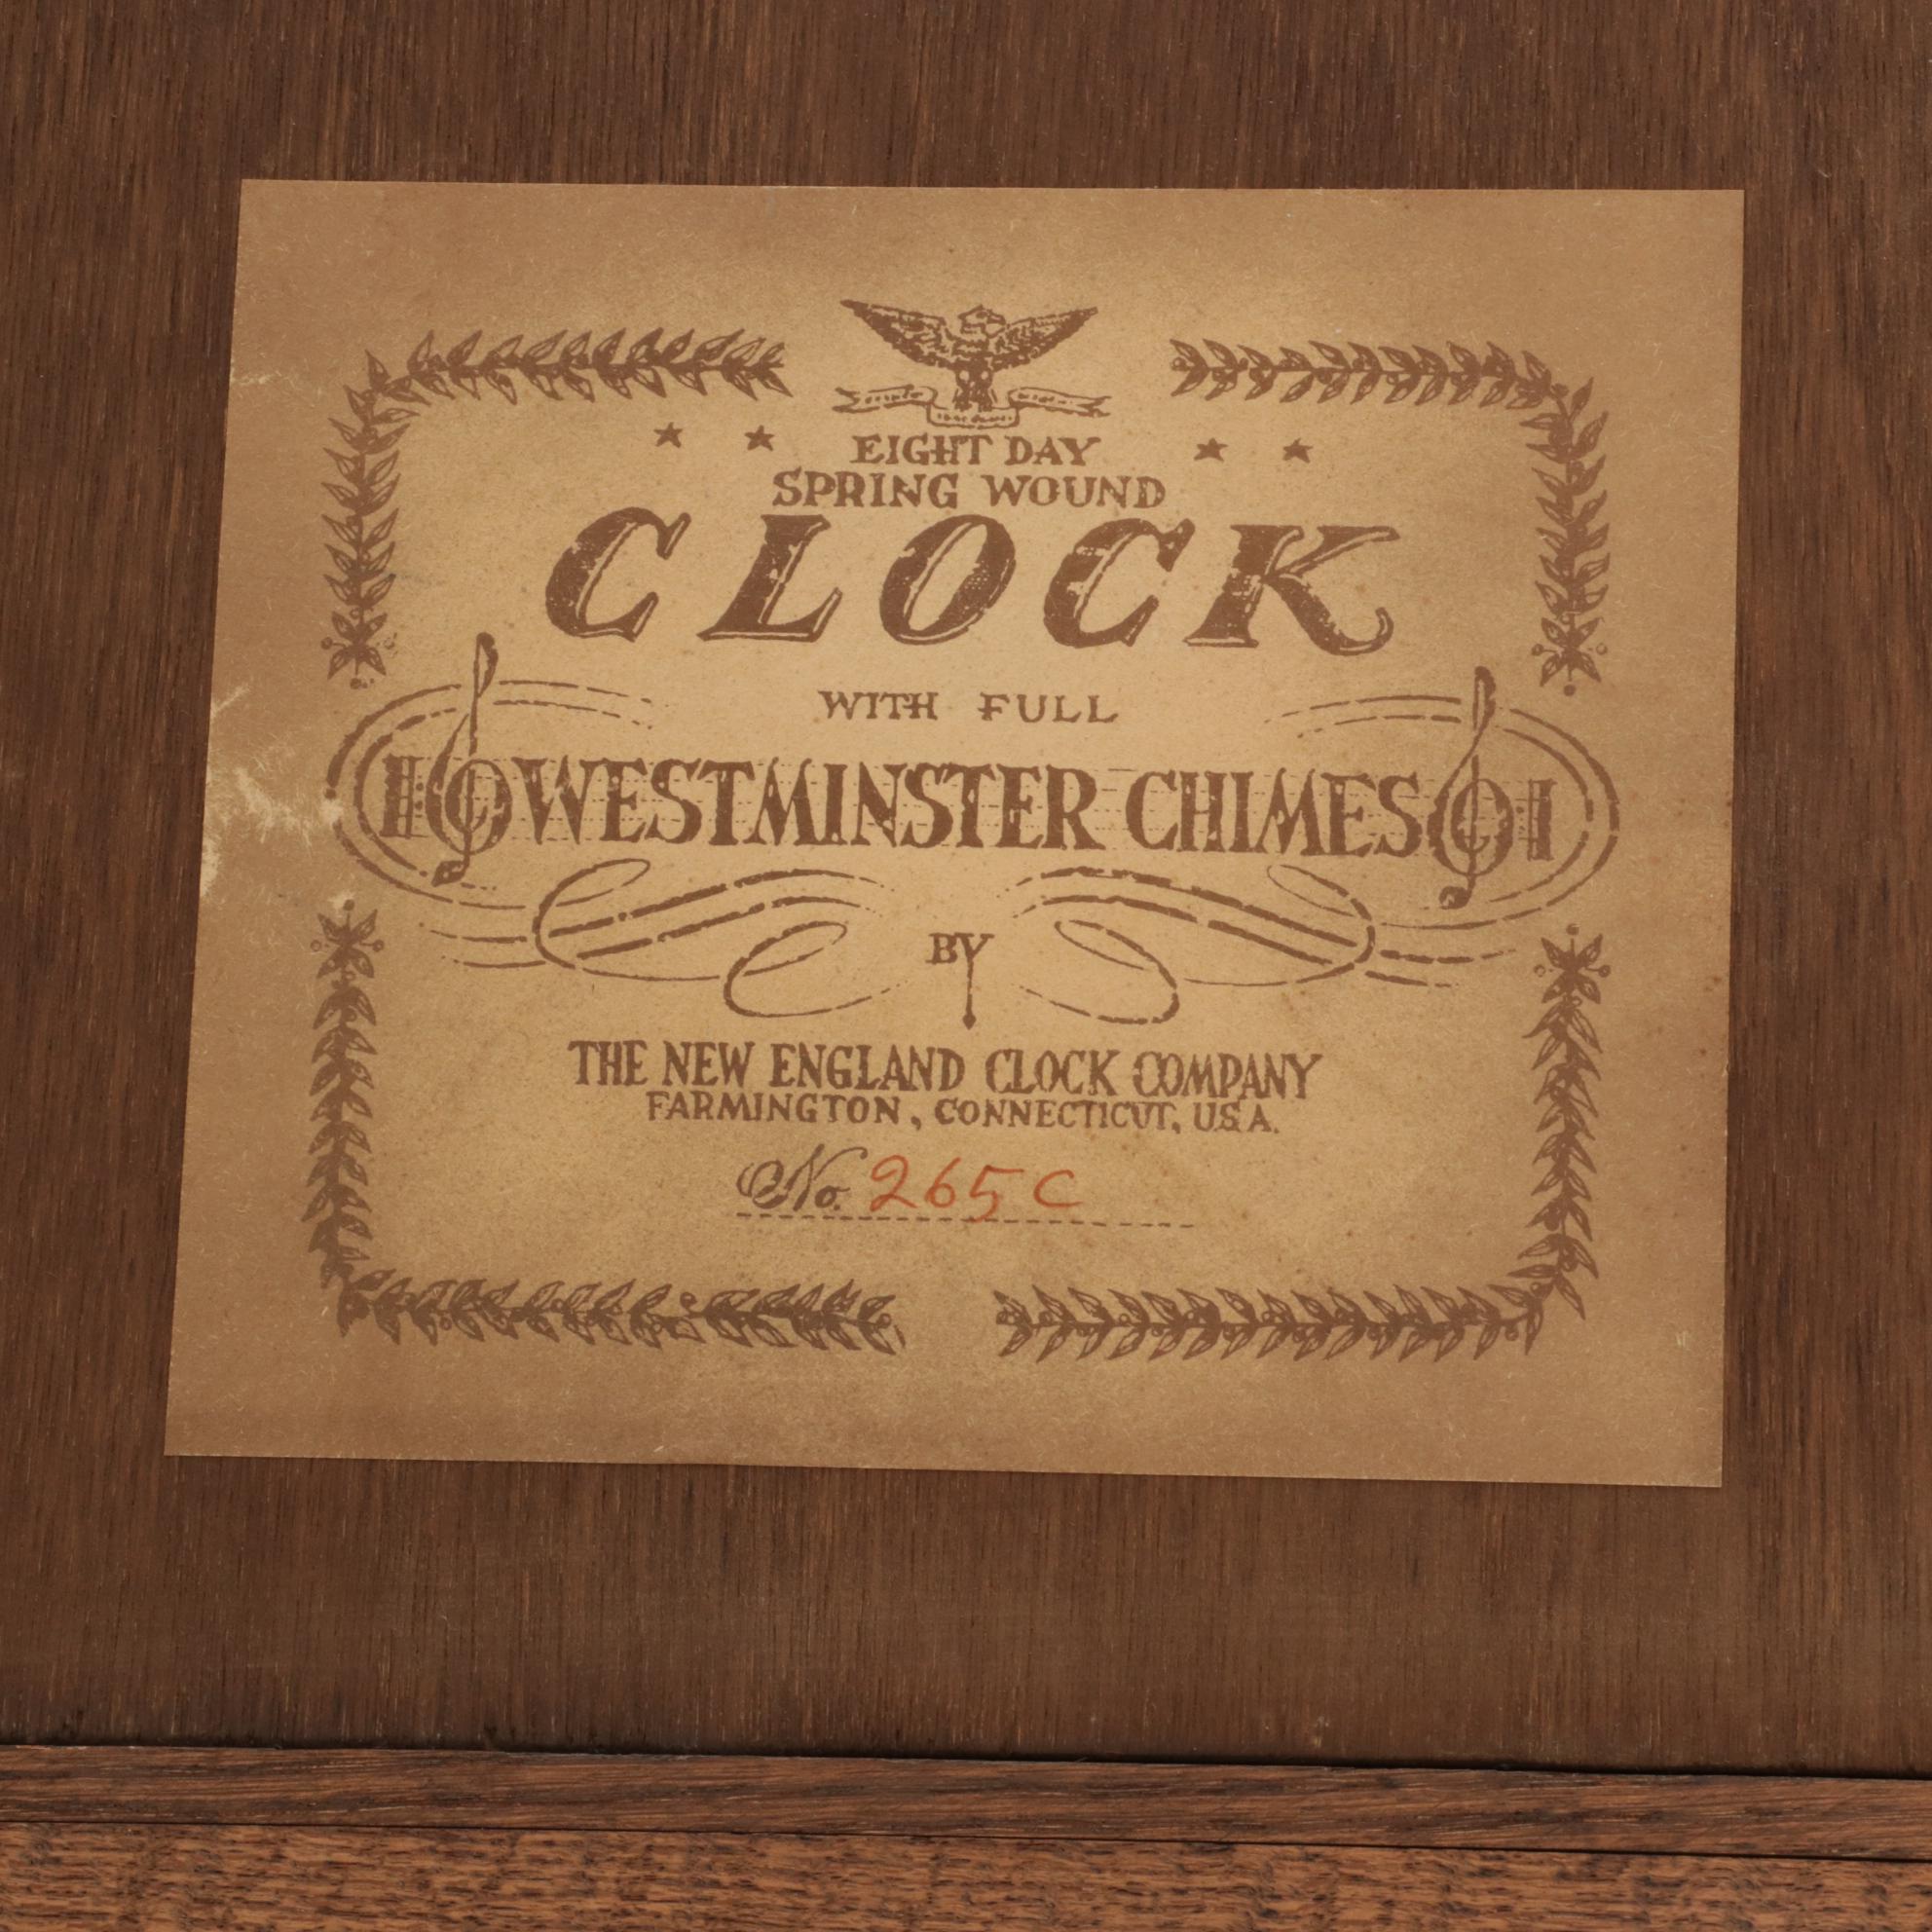 EIGHT DAY
SPRING WOUND
CLOCK
WITH FULL
WESTMINSTER CHIMES
BY
THE NEW ENGLAND CLOCK COMPANY
FARMINGTON, CONNECTICUT, U.S.A.
No. 265C